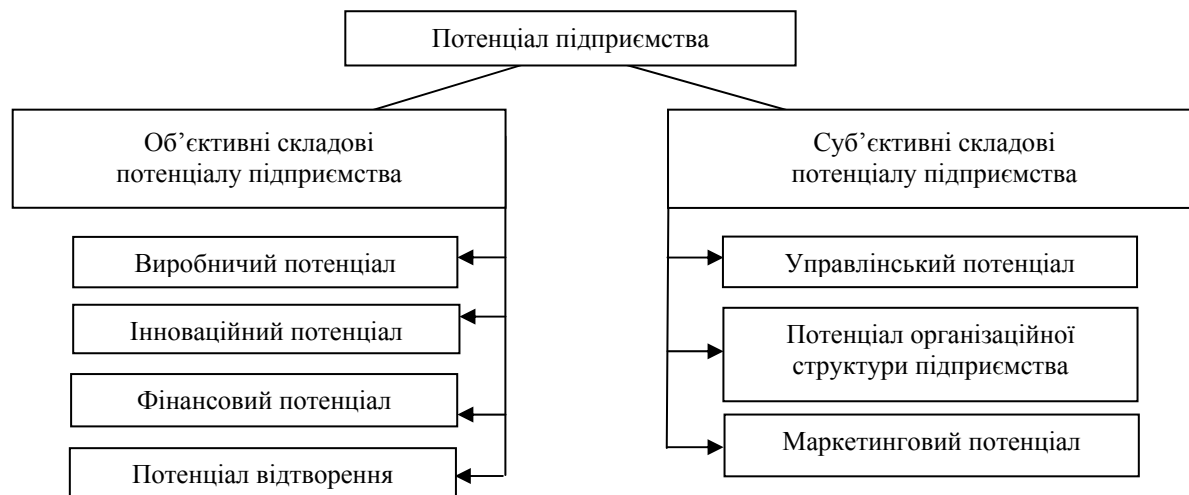 Потенціал підприємства
Об’єктивні складові
потенціалу підприємства
Виробничий потенціал
Інноваційний потенціал
Фінансовий потенціал
Потенціал відтворення
Суб’єктивні складові
потенціалу підприємства
Управлінський потенціал
Потенціал організаційної
структури підприємства
Маркетинговий потенціал